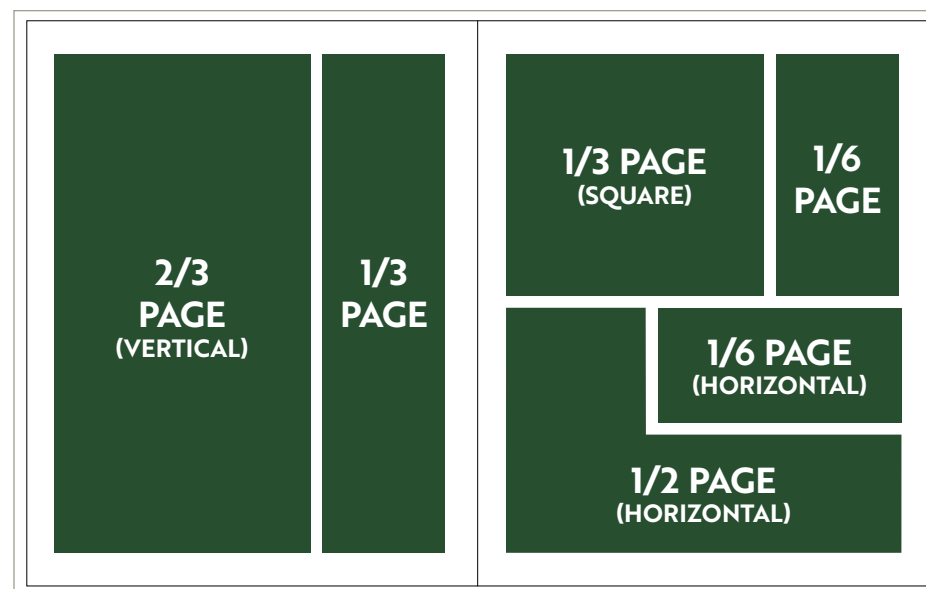 2/3
PAGE
(VERTICAL)
1/3
PAGE
1/3 PAGE
(SQUARE)
1/6
PAGE
1/6 PAGE
(HORIZONTAL)
1/2 PAGE
(HORIZONTAL)